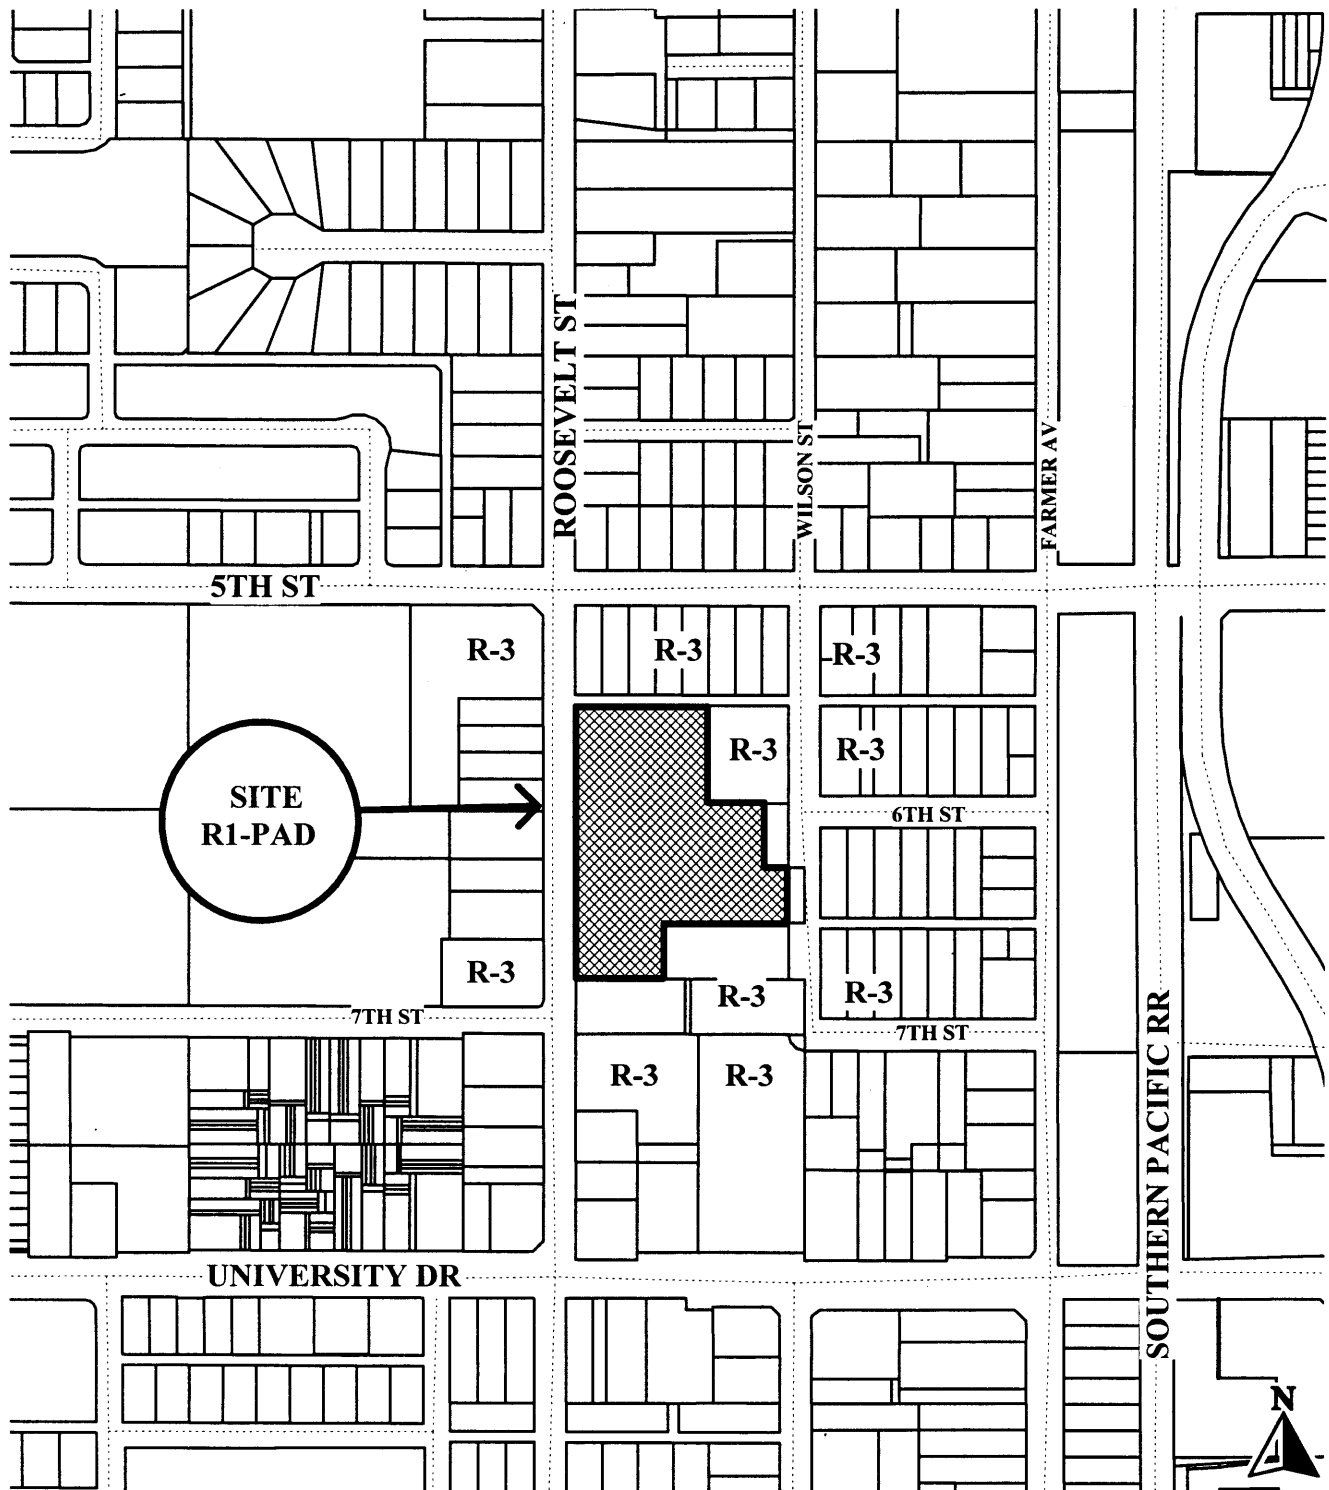 ROOSEVELT ST
WILSON ST
FARMER AV
5TH ST
R-3
R-3
R-3
R-3
R-3
SITE
R1-PAD
6TH ST
R-3
R-3
R-3
7TH ST
7TH ST
R-3
R-3
SOUTHERN PACIFIC RR
UNIVERSITY DR
N